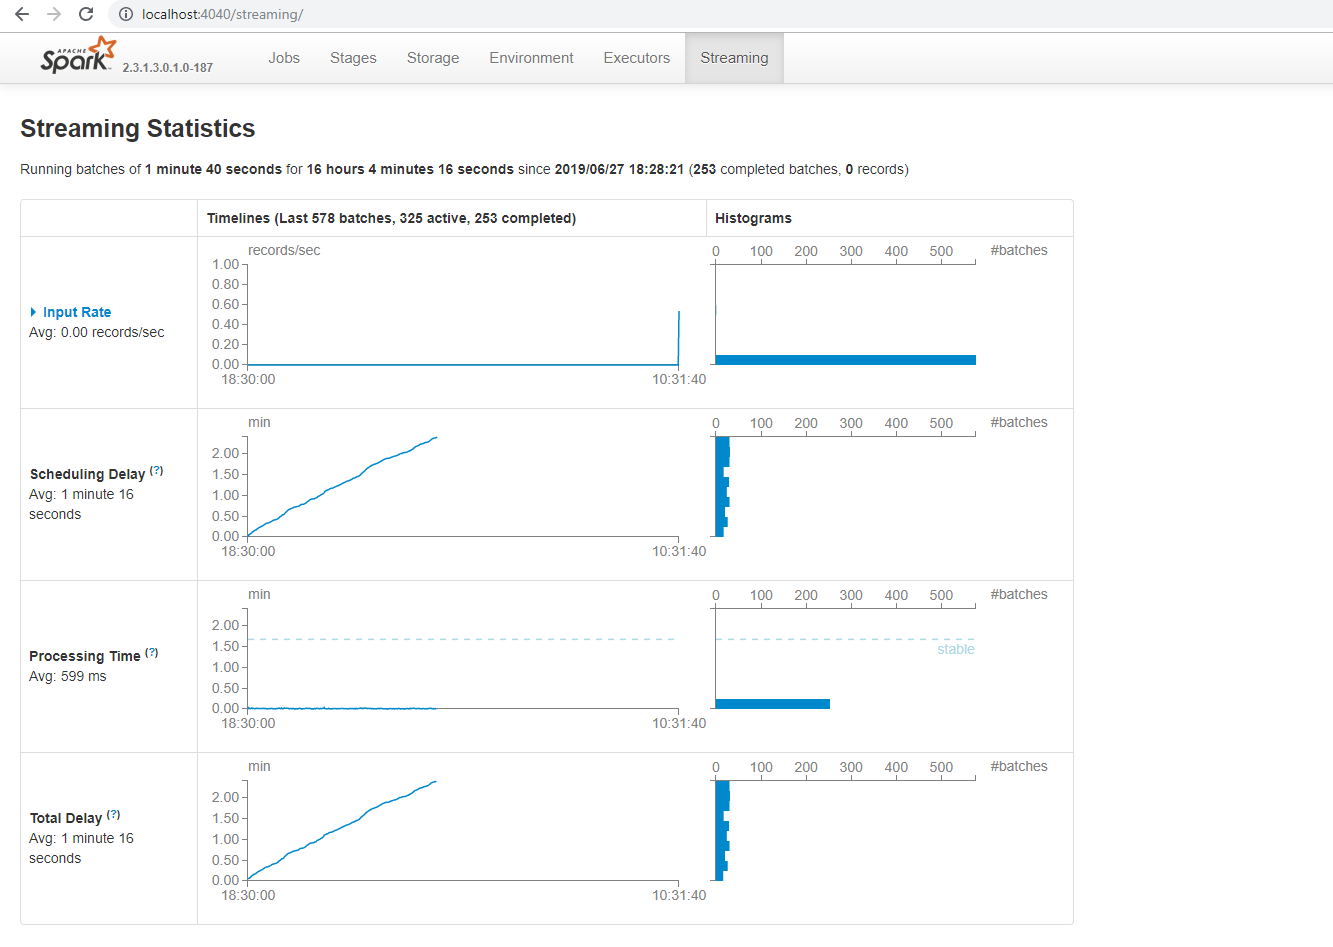 localhost:4040/streaming/
APACHE
Spark
2.3.1.3.0.1.0-187
Jobs
Stages
Storage
Environment
Executors
Streaming
Streaming Statistics
Running batches of 1 minute 40 seconds for 16 hours 4 minutes 16 seconds since 2019/06/27 18:28:21 (253 completed batches, 0 records)
Timelines (Last 578 batches, 325 active, 253 completed)
Histograms
Input Rate
Avg: 0.00 records/sec
records/sec
1.00
0.80
0.60
0.40
0.20
0.00
18:30:00
10:31:40
0 100 200 300 400 500 #batches
Scheduling Delay (?)
Avg: 1 minute 16
seconds
min
2.00
1.50
1.00
0.50
0.00
18:30:00
10:31:40
0 100 200 300 400 500 #batches
Processing Time (?)
Avg: 599 ms
min
2.00
1.50
1.00
0.50
0.00
18:30:00
10:31:40
0 100 200 300 400 500 #batches
stable
Total Delay (?)
Avg: 1 minute 16
seconds
min
2.00
1.50
1.00
0.50
0.00
18:30:00
10:31:40
0 100 200 300 400 500 #batches